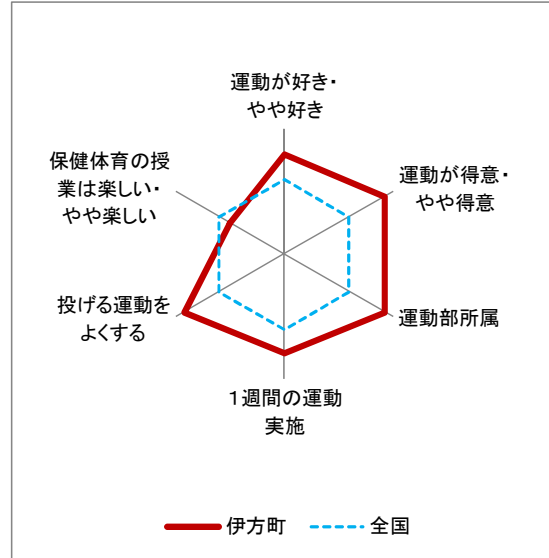 運動が好き・
やや好き
運動が得意・
やや得意
運動部所属
1週間の運動
実施
投げる運動を
よくする
保健体育の授
業は楽しい・
やや楽しい
伊方町
全国